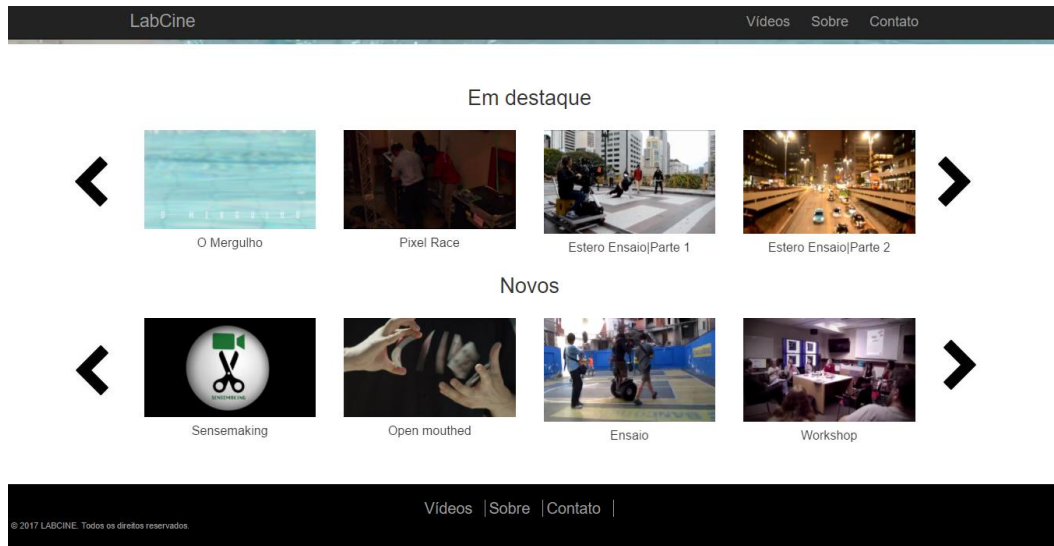 LabCine
Vídeos Sobre Contato
Em destaque
O Mergulho
Pixel Race
Estero Ensaio|Parte 1
Estero Ensaio|Parte 2
Novos
SENSEMAKING
Sensemaking
Open mouthed
Ensaio
Workshop
Vídeos |Sobre |Contato |
© 2017 LABCINE. Todos os direitos reservados.